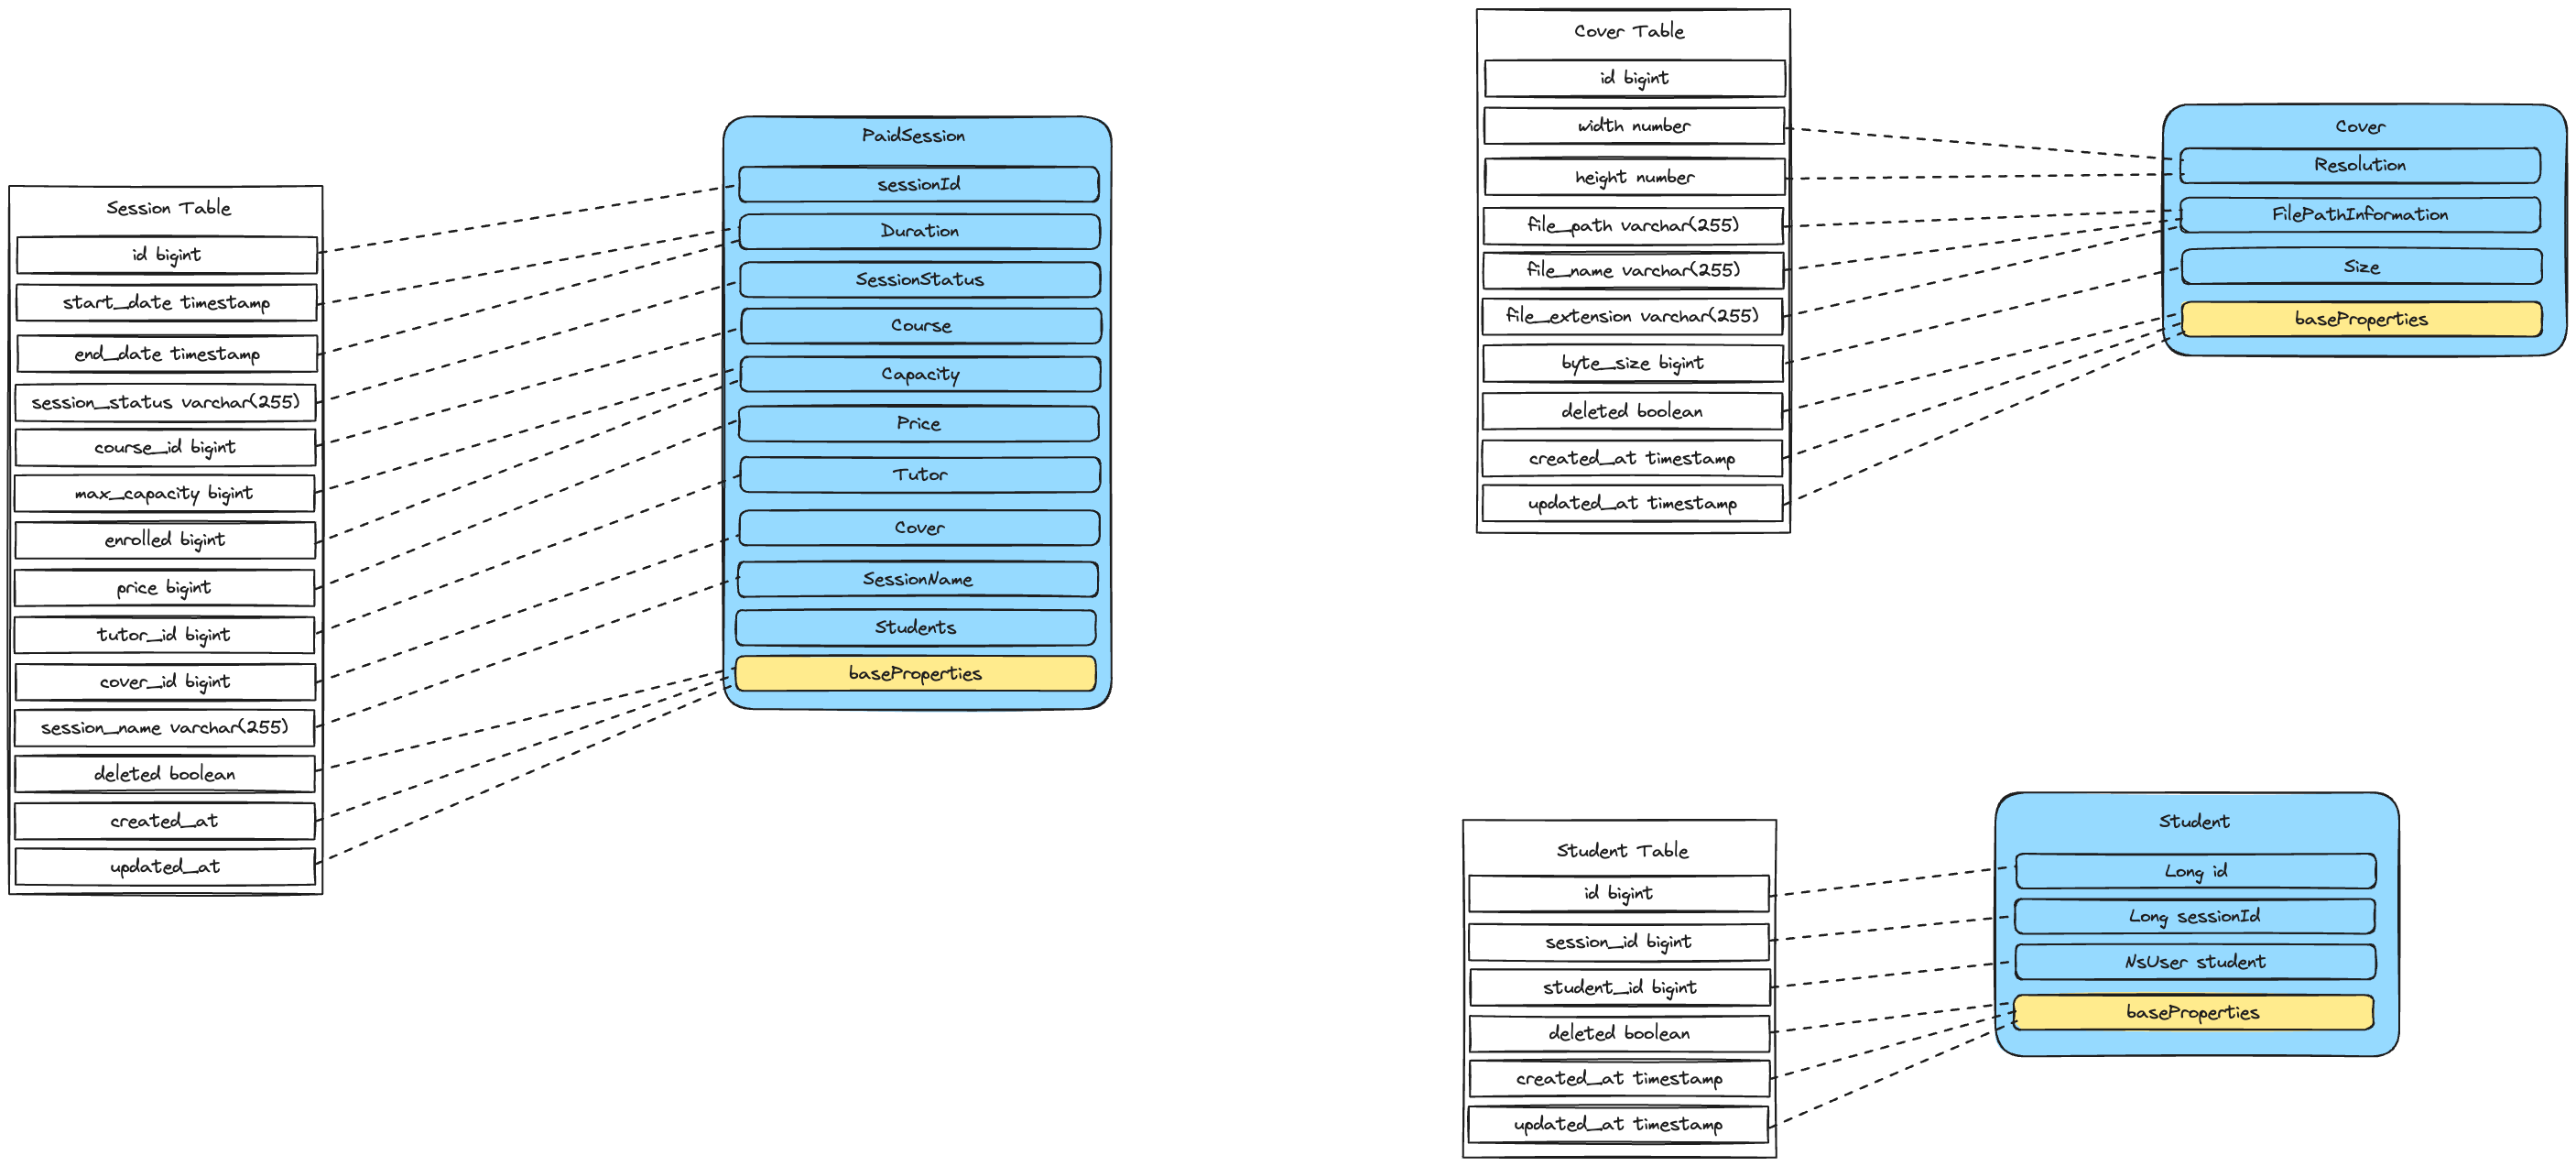 Session Table
id bigint
start_date timestamp
end_date timestamp
session_status varchar(255)
course_id bigint
max_capacity bigint
enrolled bigint
price bigint
tutor_id bigint
cover_id bigint
session_name varchar(255)
deleted boolean
created_at
updated_at
PaidSession
sessionId
Duration
SessionStatus
Course
Capacity
Price
Tutor
Cover
SessionName
Students
baseProperties
Cover Table
id bigint
width number
height number
file_path varchar(255)
file_name varchar(255)
file_extension varchar(255)
byte_size bigint
deleted boolean
created_at timestamp
updated_at timestamp
Cover
Resolution
FilePathInformation
Size
baseProperties
Student Table
id bigint
session_id bigint
student_id bigint
deleted boolean
created_at timestamp
updated_at timestamp
Student
Long id
Long sessionId
NsUser student
baseProperties